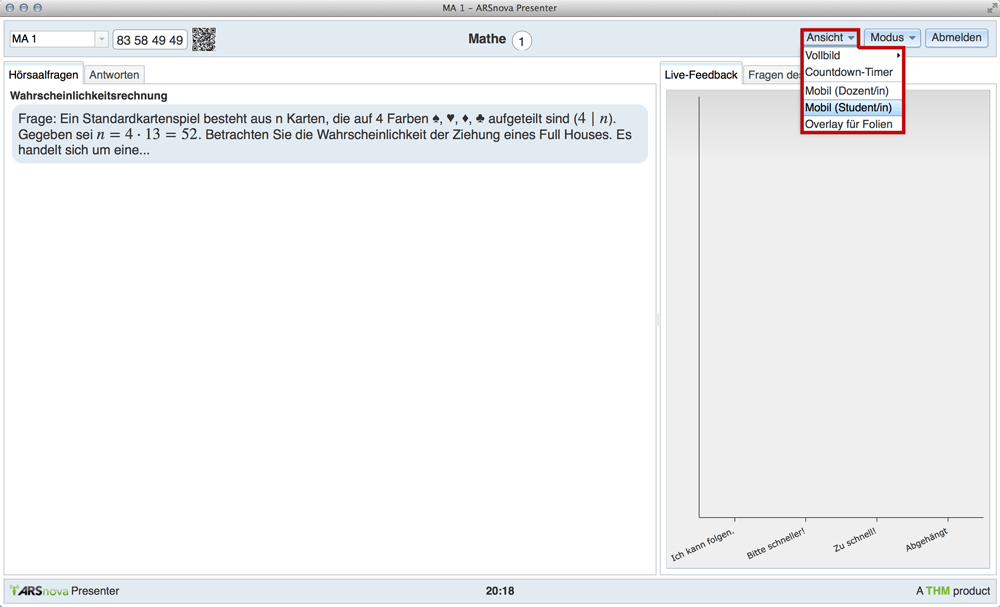 MA 1 – ARSnova Presenter
MA 1
83 58 49 49
Mathe 1
Ansicht
Modus
Abmelden
Vollbild
Countdown-Timer
Mobil (Dozent/in)
Mobil (Student/in)
Overlay für Folien
Hörsaalfragen
Antworten
Wahrscheinlichkeitsrechnung
Frage: Ein Standardkartenspiel besteht aus n Karten, die auf 4 Farben ♠, ♥, ♦, ♣ aufgeteilt sind (4 | n).
Gegeben sei n = 4 · 13 = 52. Betrachten Sie die Wahrscheinlichkeit der Ziehung eines Full Houses. Es
handelt sich um eine...
Live-Feedback
Fragen
Ich kann folgen.
Bitte schneller!
Zu schnell!
Abgehängt
ARSnova Presenter
20:18
A THM product